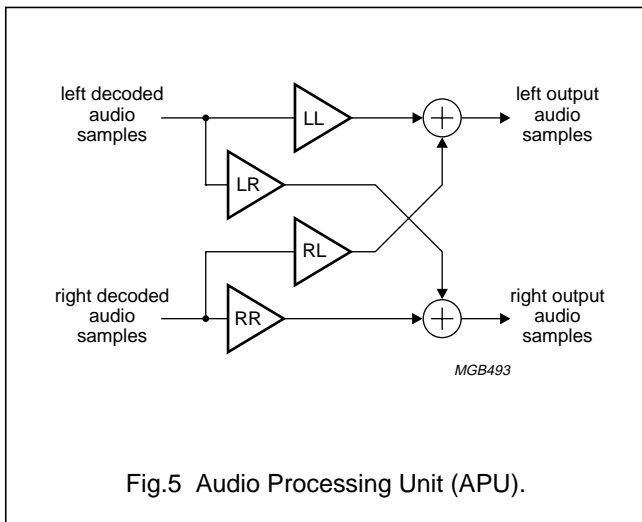 left decoded
audio
samples
LL
left output
audio
samples
LR
RL
right decoded
audio
samples
RR
right output
audio
samples
MGB493
Fig.5 Audio Processing Unit (APU).